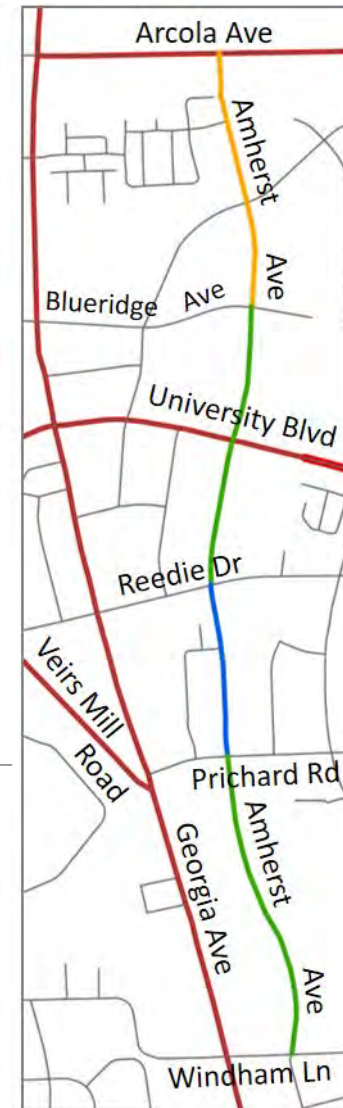 Arcola Ave
Amherst
Ave
Blueridge Ave
University Blvd
Reedie Dr
Veirs Mill
Road
Prichard Rd
Amherst
Georgia Ave
Ave
Windham Ln